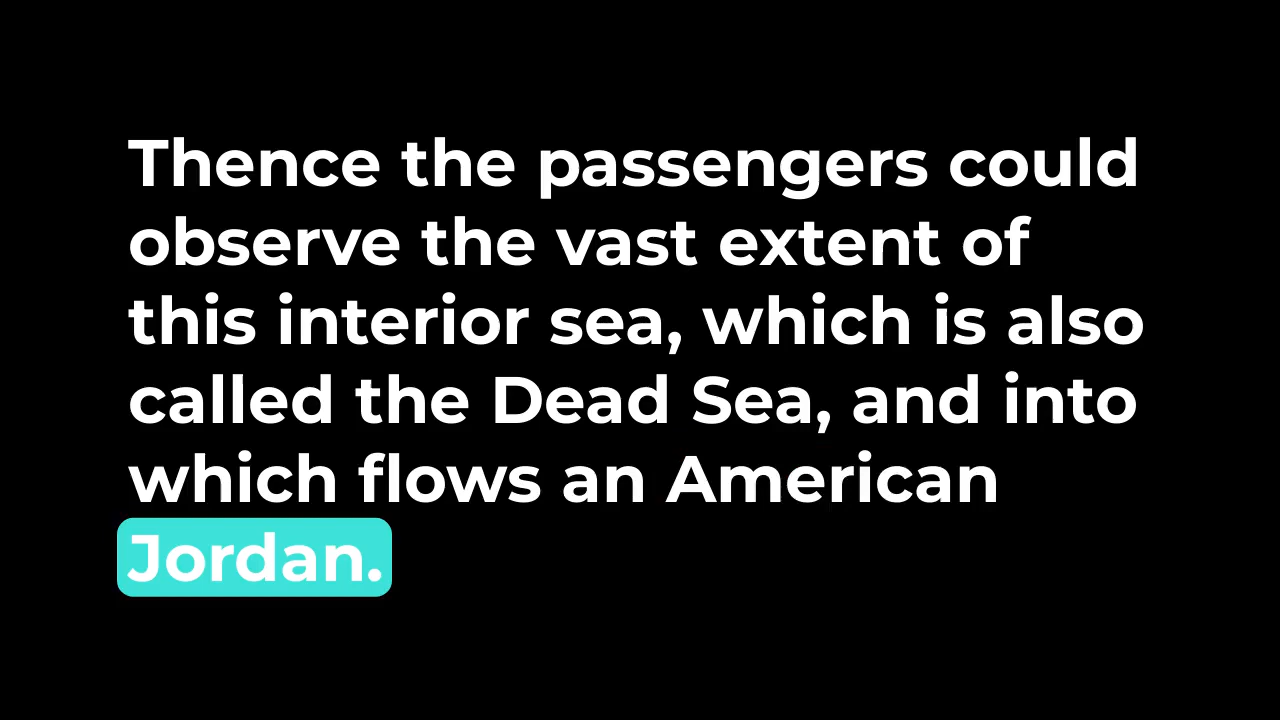 Thence the passengers could
observe the vast extent of
this interior sea, which is also
called the Dead Sea, and into
which flows an American
Jordan.